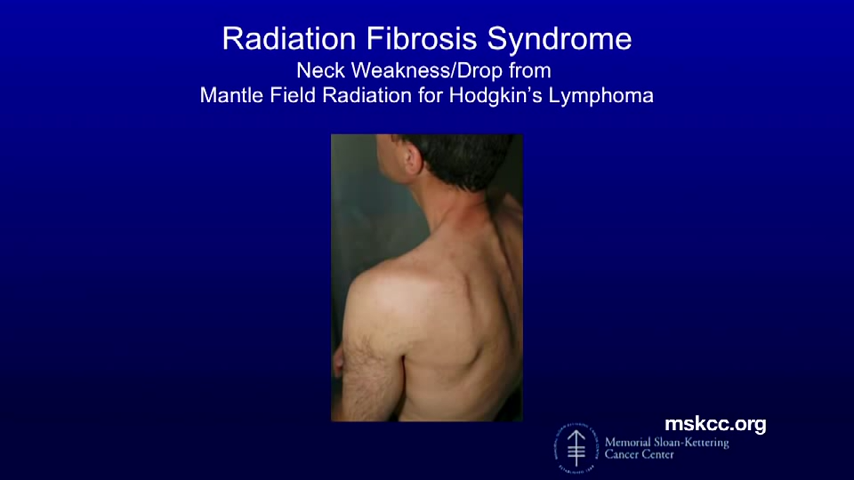 Radiation Fibrosis Syndrome
Neck Weakness/Drop from
Mantle Field Radiation for Hodgkin's Lymphoma
mskcc.org
Memorial Sloan-Kettering
Cancer Center